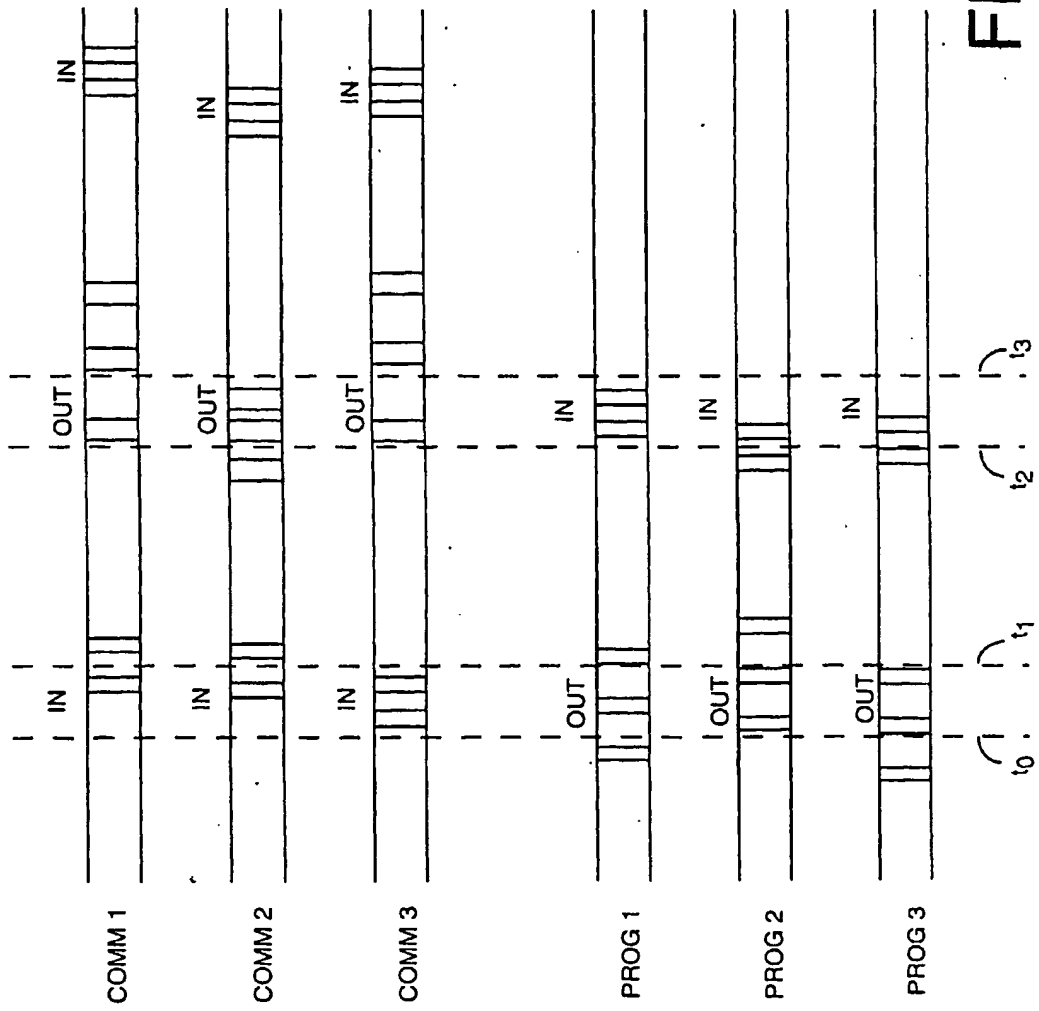 COMM 1 IN OUT IN
COMM 2 IN OUT IN
COMM 3 IN OUT IN
PROG 1 OUT IN
PROG 2 OUT IN
PROG 3 OUT IN
t0 t1 t2 t3